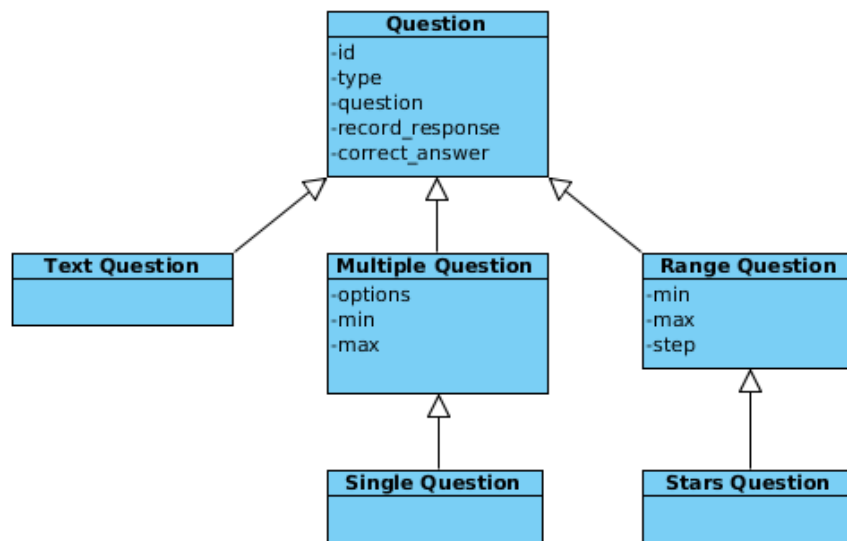 Question
-id
-type
-question
-record_response
-correct_answer
Text Question
Multiple Question
-options
-min
-max
Range Question
-min
-max
-step
Single Question
Stars Question